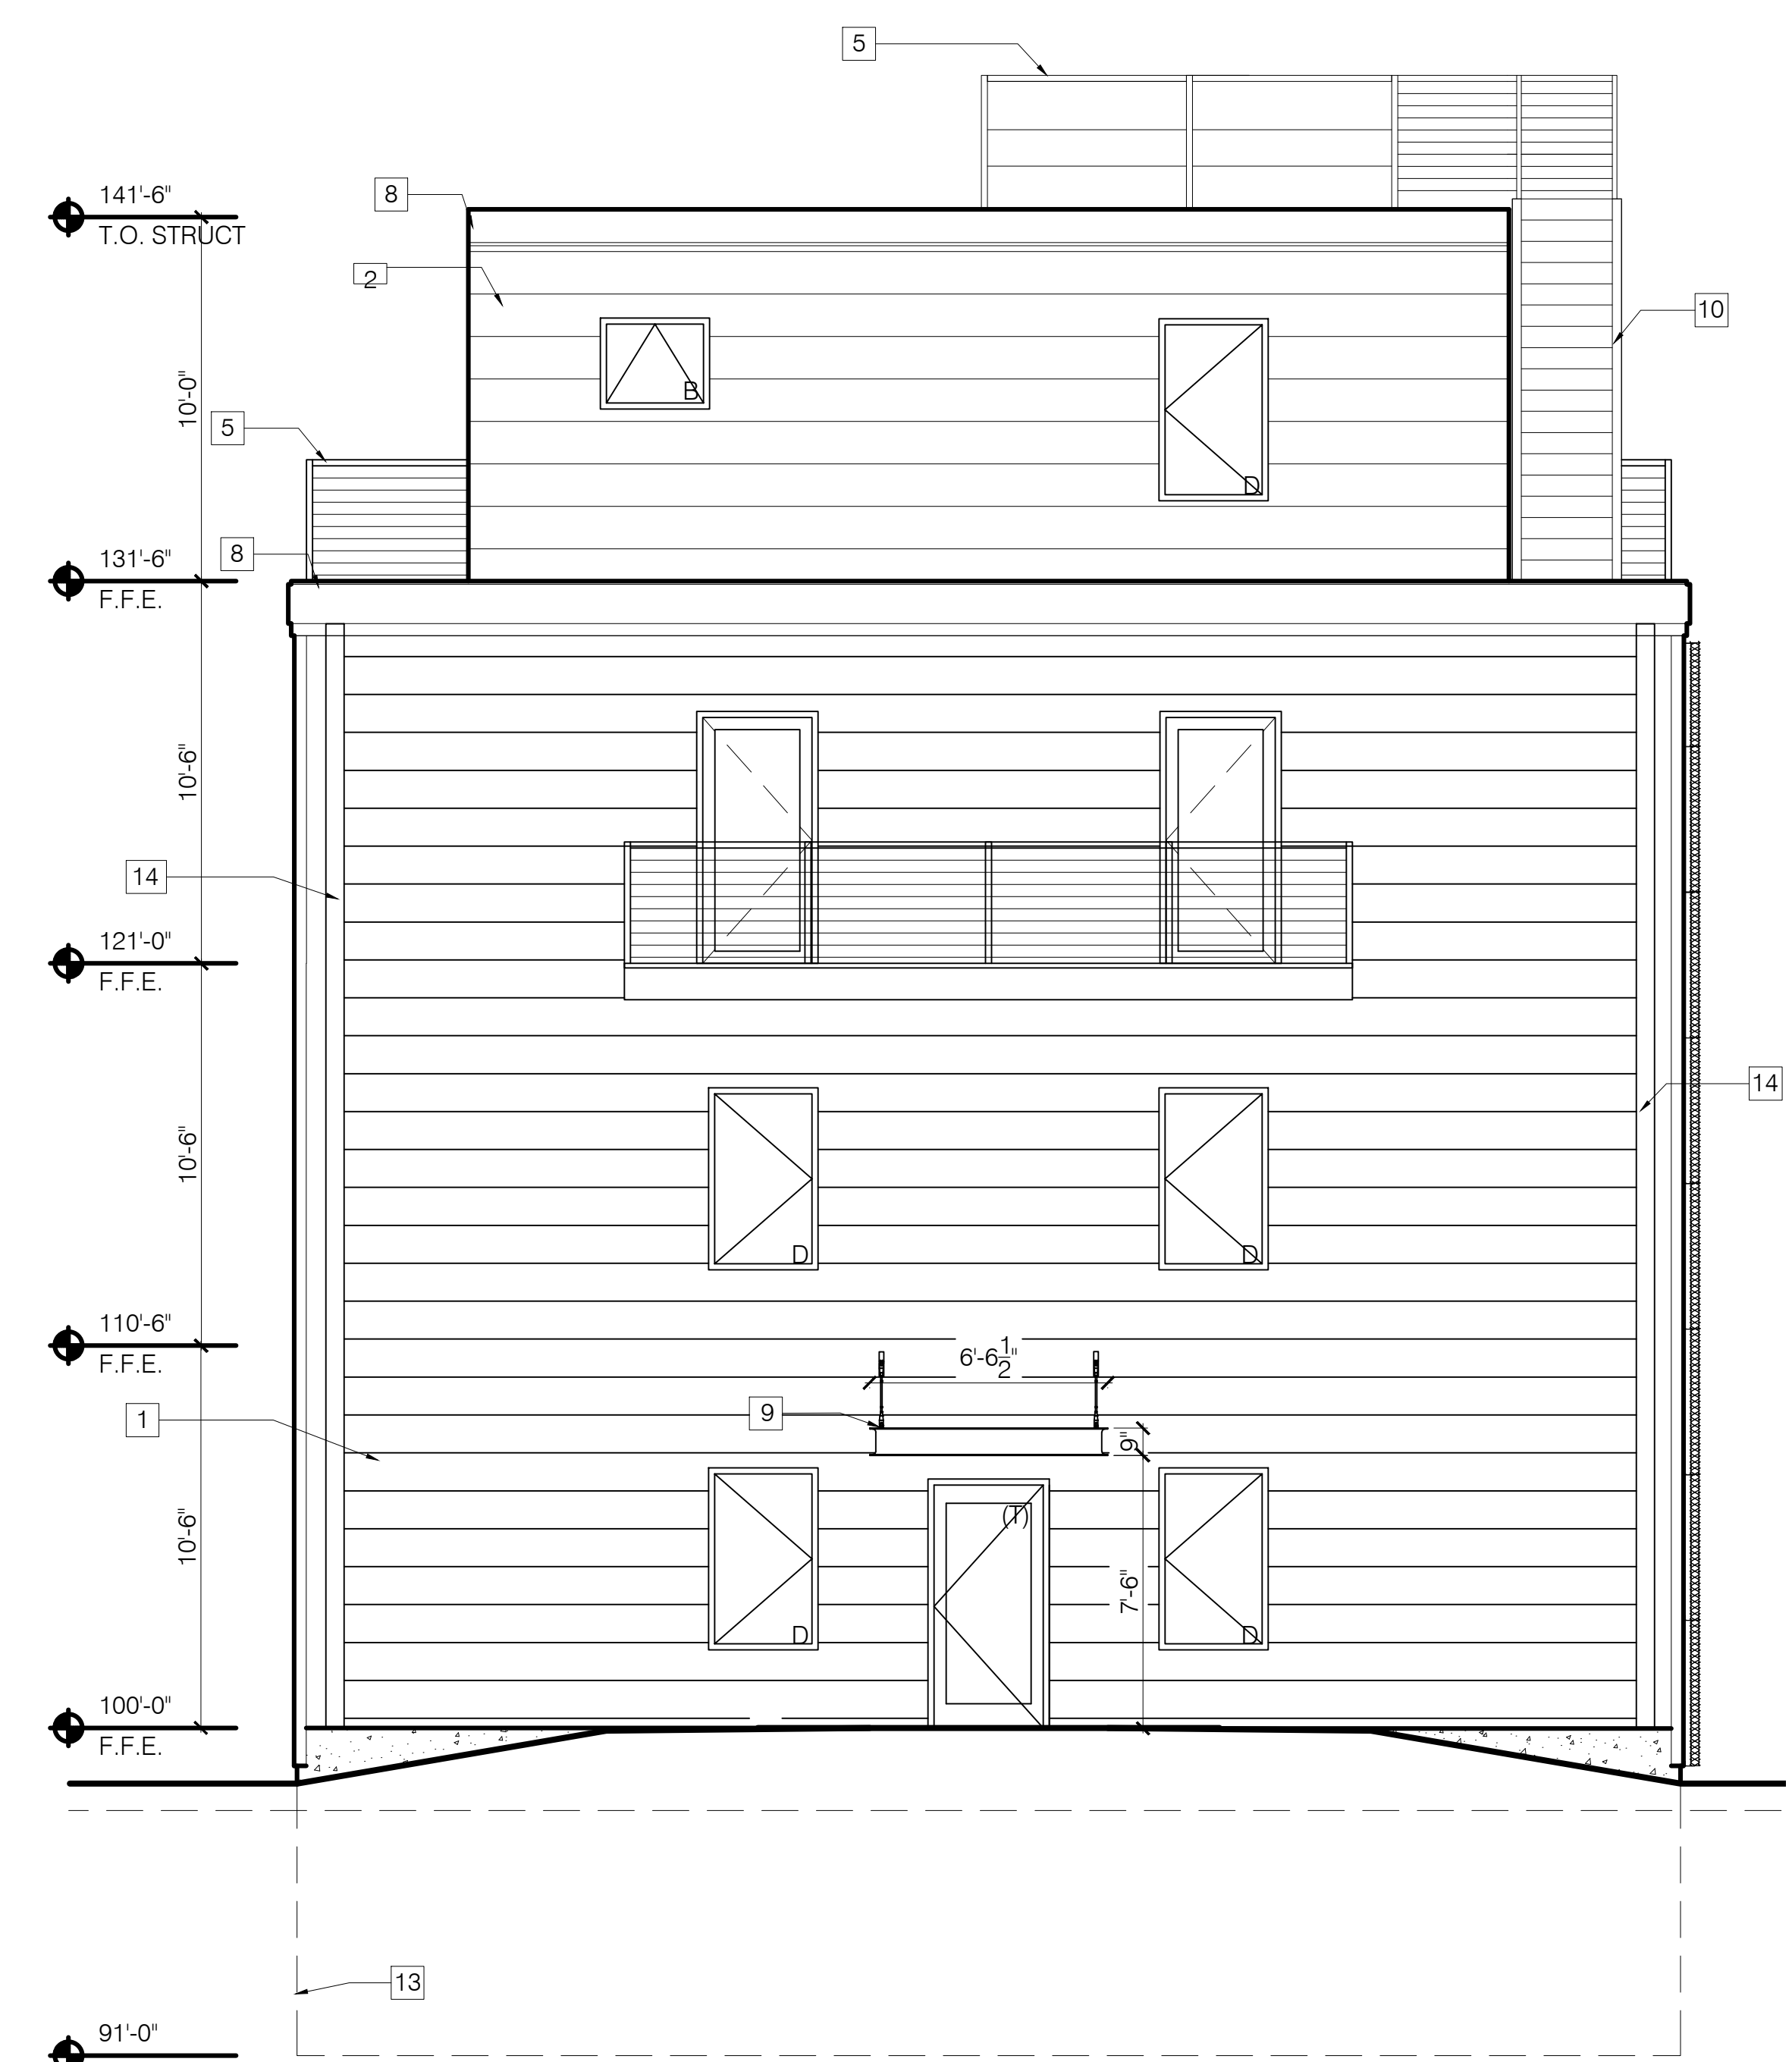 5
8
141'-6"
T.O. STRUCT
2
10
10'-0"
5
8
131'-6"
F.F.E.
10'-6"
14
121'-0"
F.F.E.
14
10'-6"
110'-6"
F.F.E.
6'-6 1/2"
1
9
9"
10'-6"
7'-6"
100'-0"
F.F.E.
13
91'-0"
B
D
D
D
(T)
D
D